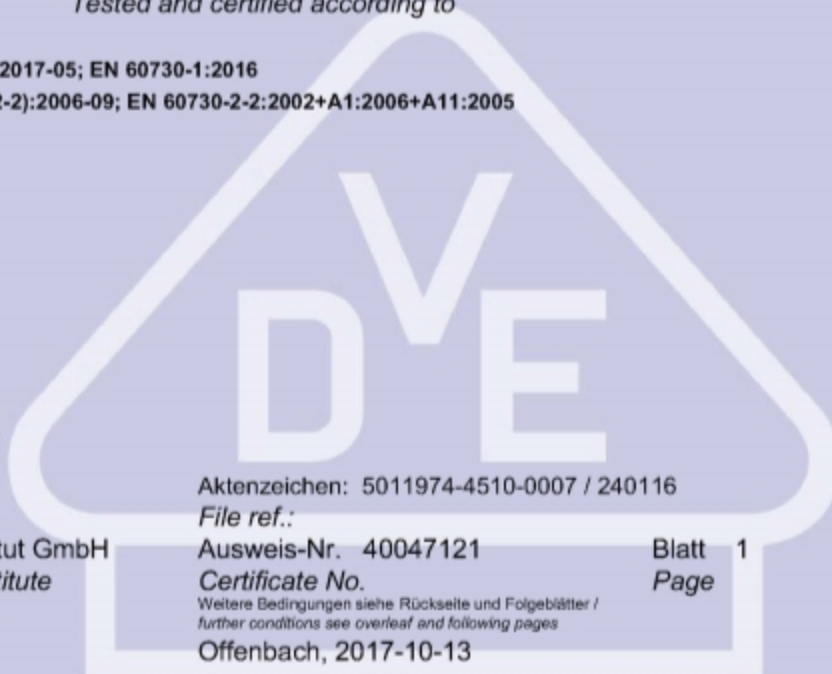 Tested and certified according to
2017-05; EN 60730-1:2016
-2):2006-09; EN 60730-2-2:2002+A1:2006+A11:2005
DVE
Aktenzeichen: 5011974-4510-0007 / 240116
File ref.:
tut GmbH Ausweis-Nr. 40047121 Blatt 1
titute Certificate No. Page
Weitere Bedingungen siehe Rückseite und Folgeblätter /
further conditions see overleaf and following pages
Offenbach, 2017-10-13